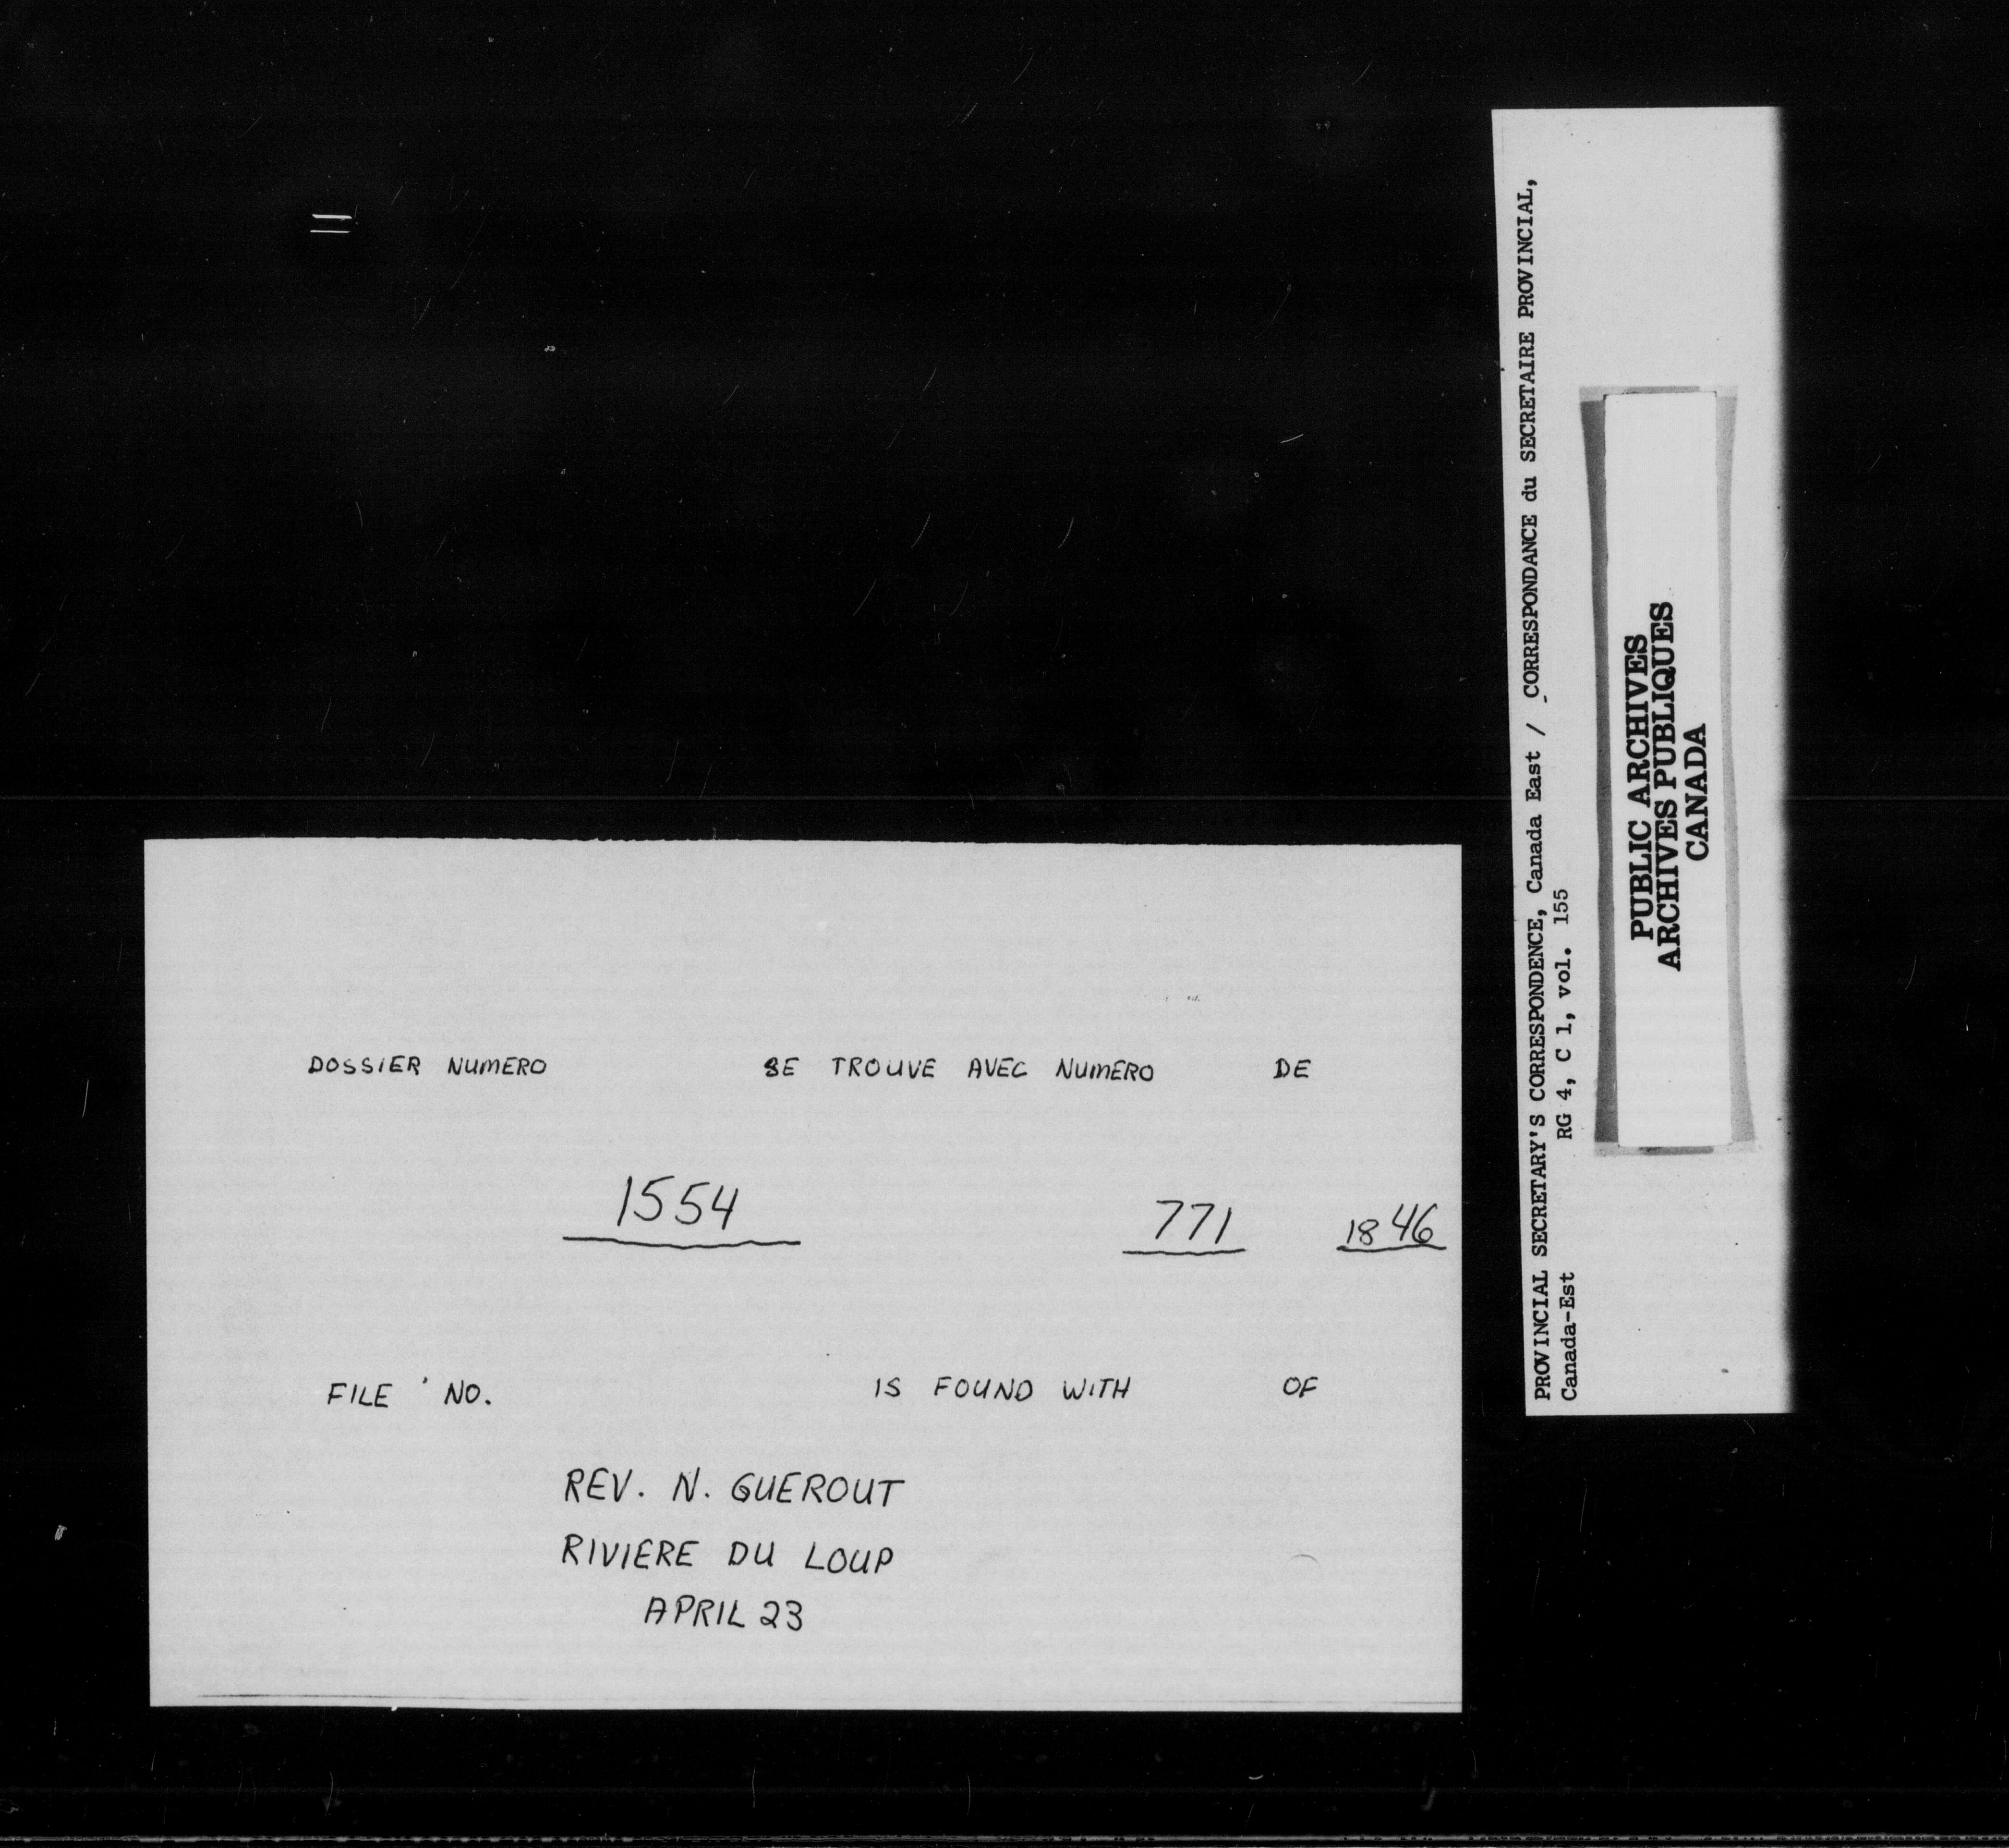 DOSSIER NUMERO SE TROUVE AVEC NUMERO DE
1554 771 1846
FILE NO. IS FOUND WITH OF
REV. N. GUEROUT
RIVIERE DU LOUP
APRIL 23
PROVINCIAL SECRETARY'S CORRESPONDENCE, Canada East / CORRESPONDANCE du SECRETAIRE PROVINCIAL,
Canada-Est RG 4, C 1, vol. 155
PUBLIC ARCHIVES
ARCHIVES PUBLIQUES
CANADA